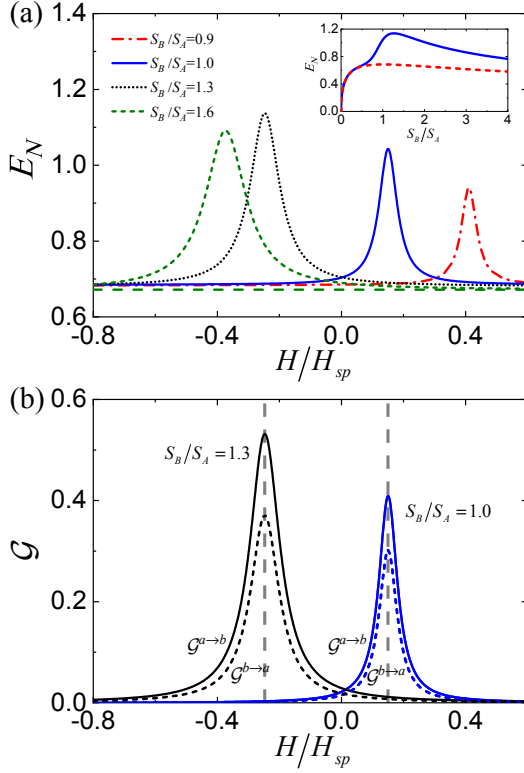 (a)
S_B/S_A=0.9
S_B/S_A=1.0
S_B/S_A=1.3
S_B/S_A=1.6
1.2
0.8
0.4
0.0
E_N
0 1 2 3 4
S_B/S_A
1.4
1.2
1.0
0.8
0.6
E_N
-0.8 -0.4 0.0 0.4
H/H_sp
(b)
0.6
0.4
0.2
0.0
𝒢
S_B/S_A = 1.3
S_B/S_A = 1.0
𝒢^{a→b}
𝒢^{b→a}
𝒢^{a→b}
𝒢^{b→a}
-0.8 -0.4 0.0 0.4
H/H_sp